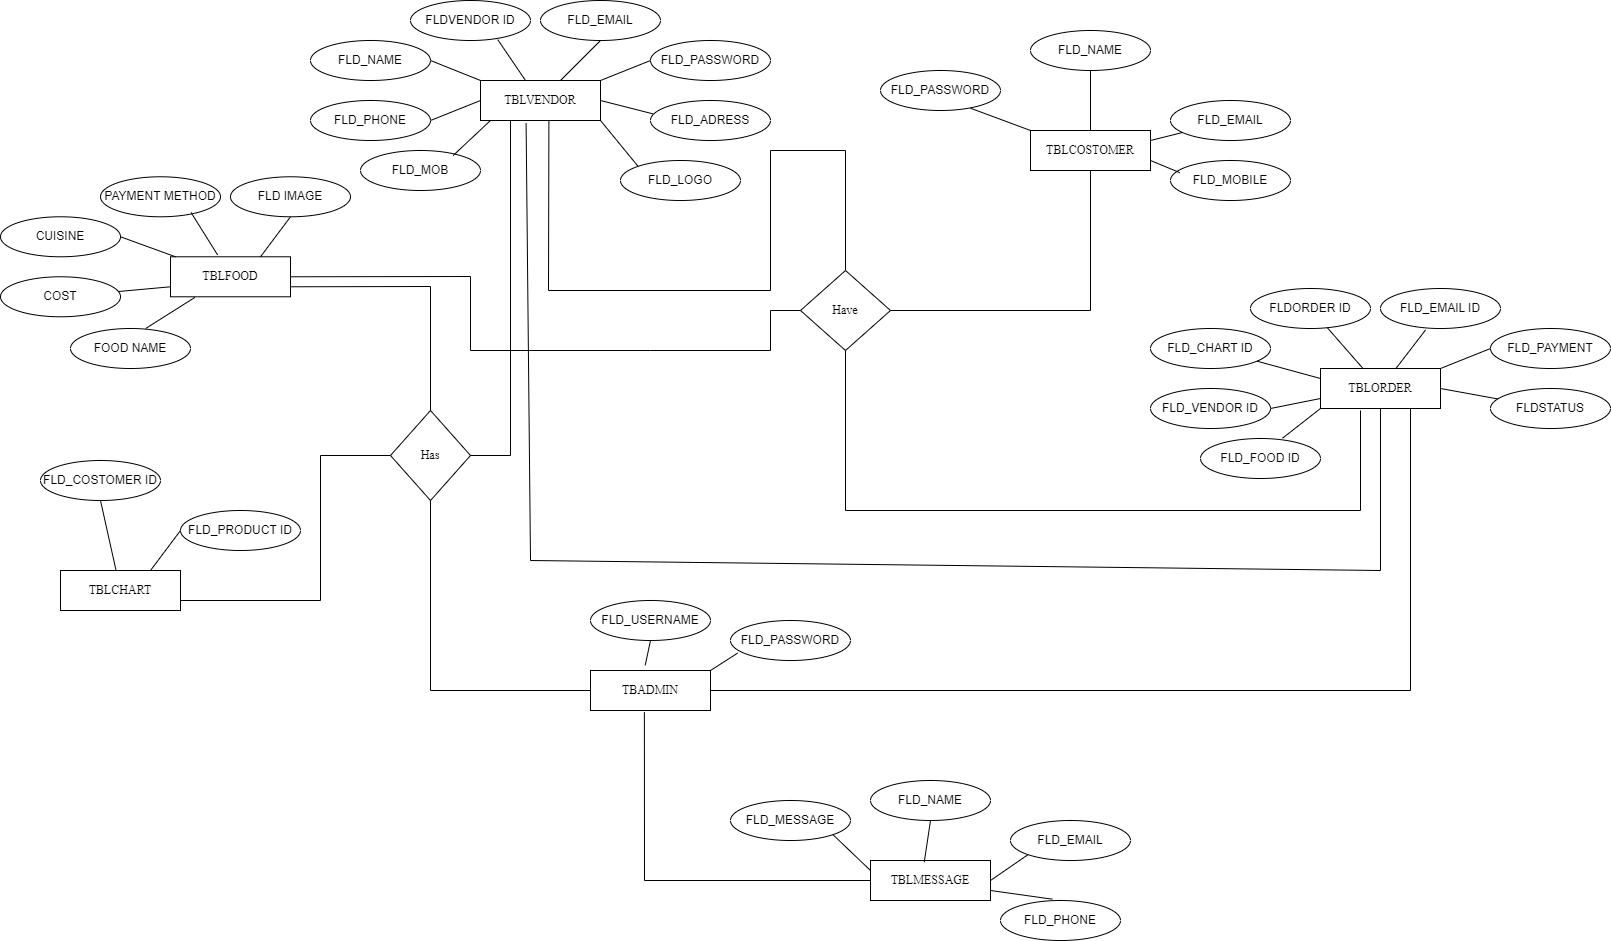 FLDVENDOR ID
FLD_EMAIL
FLD_NAME
FLD_PASSWORD
TBLVENDOR
FLD_PHONE
FLD_ADRESS
FLD_MOB
FLD_LOGO
FLD_NAME
FLD_PASSWORD
FLD_EMAIL
TBLCOSTOMER
FLD_MOBILE
PAYMENT METHOD
FLD IMAGE
CUISINE
TBLFOOD
COST
FOOD NAME
Have
FLDORDER ID
FLD_EMAIL ID
FLD_CHART ID
FLD_PAYMENT
TBLORDER
FLD_VENDOR ID
FLDSTATUS
FLD_FOOD ID
Has
FLD_COSTOMER ID
FLD_PRODUCT ID
TBLCHART
FLD_USERNAME
FLD_PASSWORD
TBADMIN
FLD_NAME
FLD_MESSAGE
FLD_EMAIL
TBLMESSAGE
FLD_PHONE